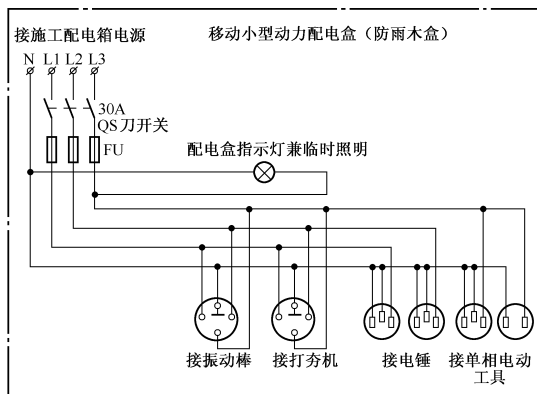 接施工配电箱电源
移动小型动力配电盒（防雨木盒）
N L1 L2 L3
30A
QS刀开关
FU
配电盒指示灯兼临时照明
接振动棒
接打夯机
接电锤
接单相电动
工具